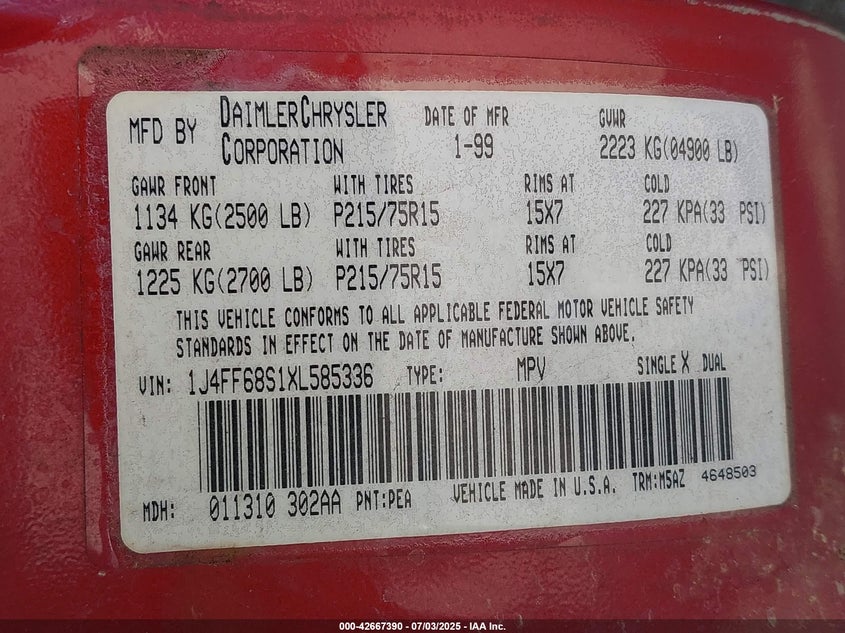 MFD BY DAIMLERCHRYSLER CORPORATION DATE OF MFR 1-99 GVWR 2223 KG(04900 LB)
GAWR FRONT WITH TIRES RIMS AT COLD
1134 KG(2500 LB) P215/75R15 15X7 227 KPA(33 PSI)
GAWR REAR WITH TIRES RIMS AT COLD
1225 KG(2700 LB) P215/75R15 15X7 227 KPA(33 PSI)
THIS VEHICLE CONFORMS TO ALL APPLICABLE FEDERAL MOTOR VEHICLE SAFETY
STANDARDS IN EFFECT ON THE DATE OF MANUFACTURE SHOWN ABOVE.
VIN: 1J4FF68S1XL585336 TYPE: MPV SINGLE X DUAL
MDH: 011310 302AA PNT:PEA VEHICLE MADE IN U.S.A. TRM:M5AZ 4648503
000-42667390 - 07/03/2025 - IAA Inc.